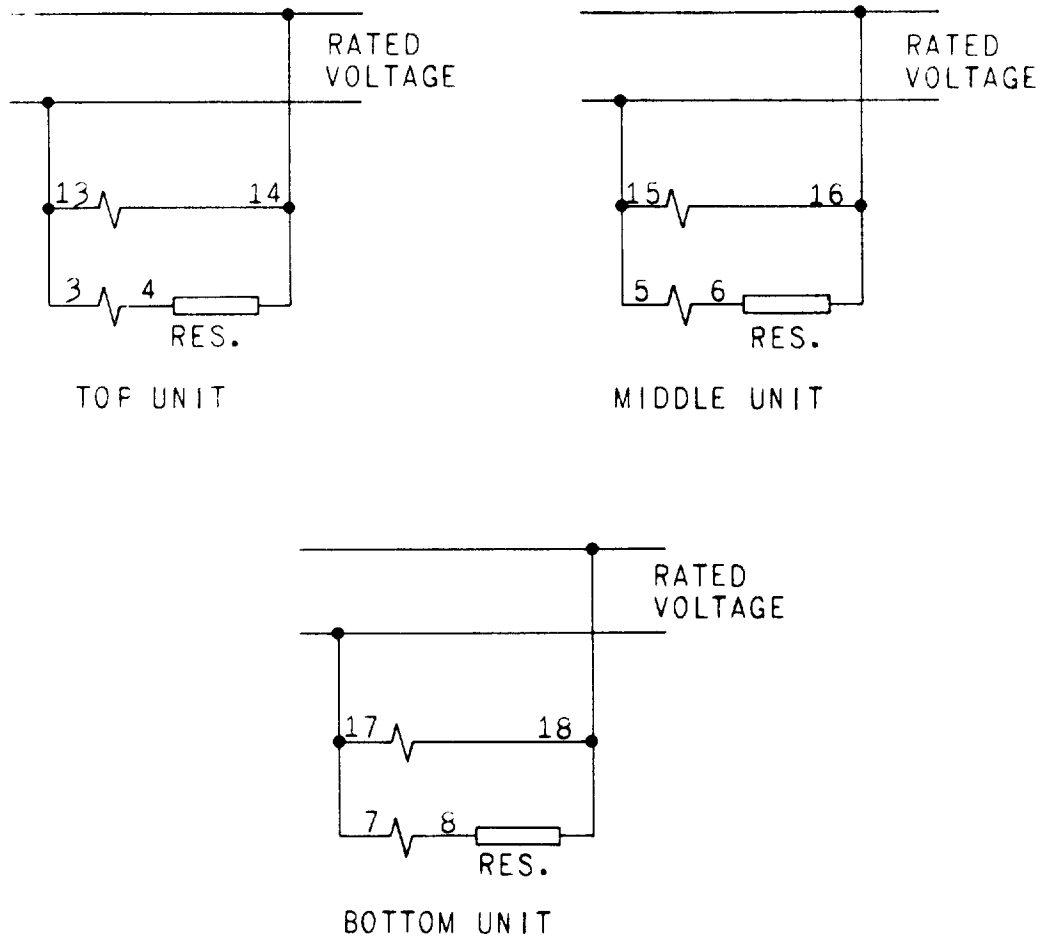 RATED
VOLTAGE
13 14
3 4
RES.
TOP UNIT
RATED
VOLTAGE
15 16
5 6
RES.
MIDDLE UNIT
RATED
VOLTAGE
17 18
7 8
RES.
BOTTOM UNIT